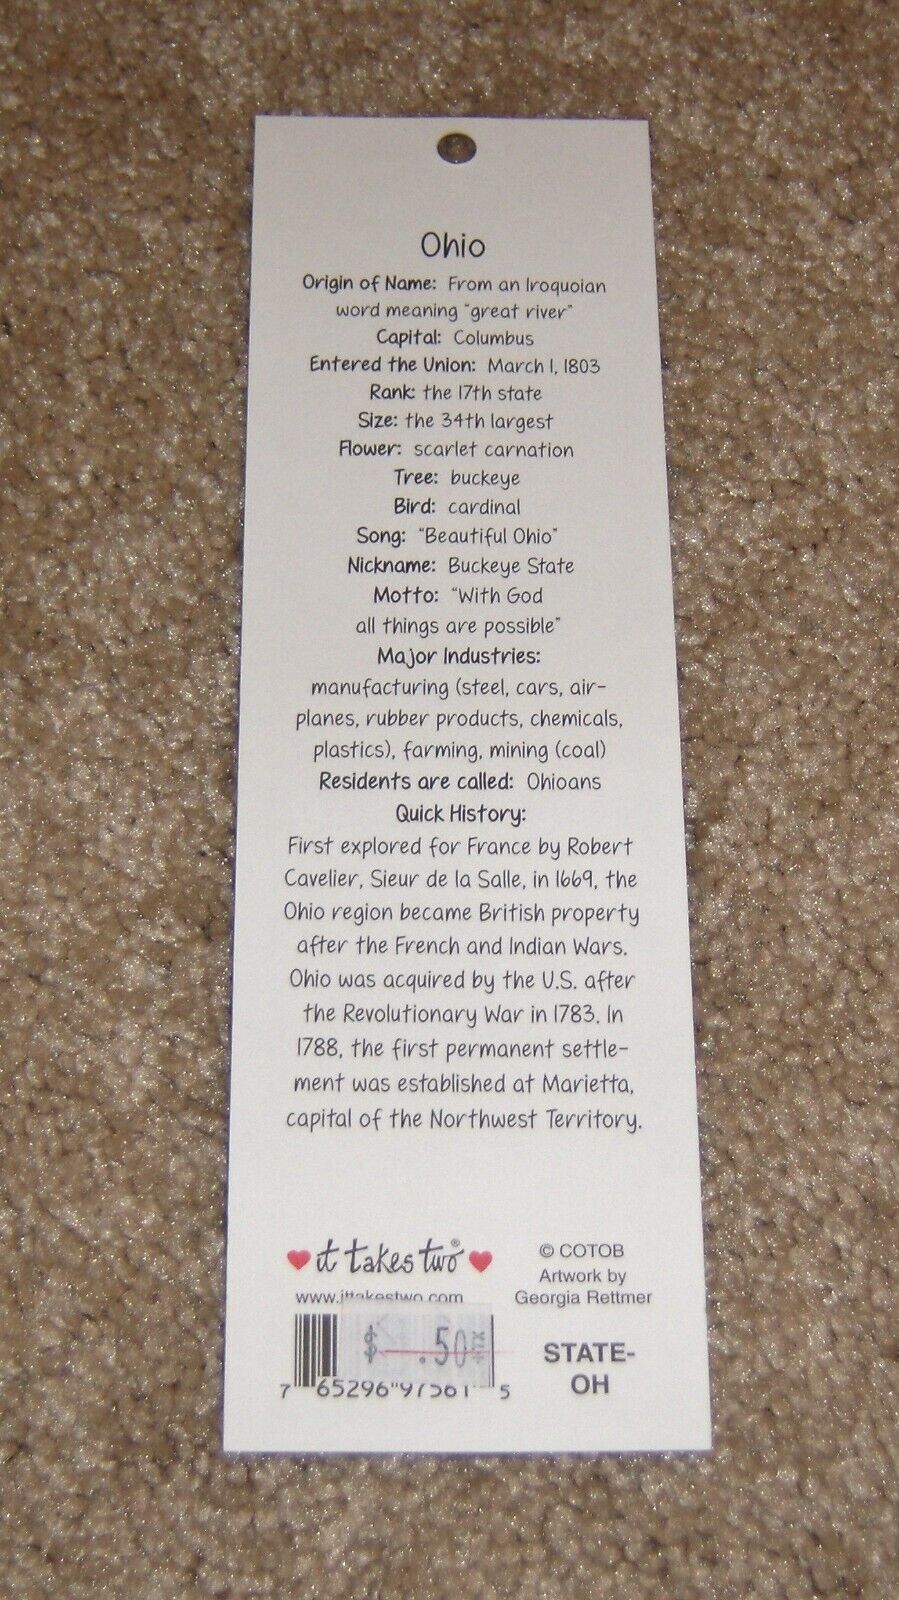 Ohio
Origin of Name: From an Iroquoian
word meaning "great river"
Capital: Columbus
Entered the Union: March 1, 1803
Rank: the 17th state
Size: the 34th largest
Flower: scarlet carnation
Tree: buckeye
Bird: cardinal
Song: "Beautiful Ohio"
Nickname: Buckeye State
Motto: "With God
all things are possible"
Major Industries:
manufacturing (steel, cars, air-
planes, rubber products, chemicals,
plastics), farming, mining (coal)
Residents are called: Ohioans
Quick History:
First explored for France by Robert
Cavelier, Sieur de la Salle, in 1669, the
Ohio region became British property
after the French and Indian Wars.
Ohio was acquired by the U.S. after
the Revolutionary War in 1783. In
1788, the first permanent settle-
ment was established at Marietta,
capital of the Northwest Territory.
it takes two®
www.ittakestwo.com
© COTOB
Artwork by
Georgia Rettmer
$ .50
7 65296 97561 5
STATE-
OH